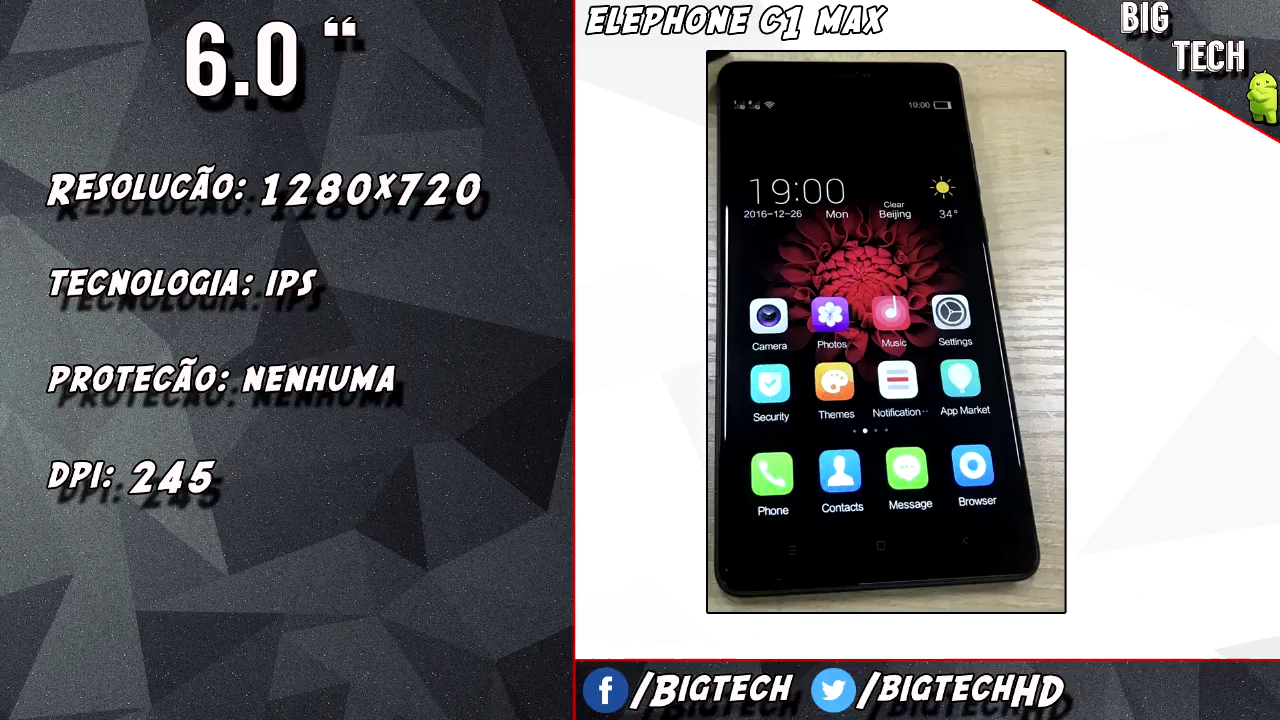 6.0 “
Resolucão: 1280x720
Tecnologia: IPS
Protecão: Nenhuma
DPI: 245
Elephone C1 Max
BIG
TECH
19:00
19:00
2016-12-26 Mon
Clear
Beijing
34°
Camera Photos Music Settings
Security Themes Notification·· App Market
Phone Contacts Message Browser
f /Bigtech /bigtechHD